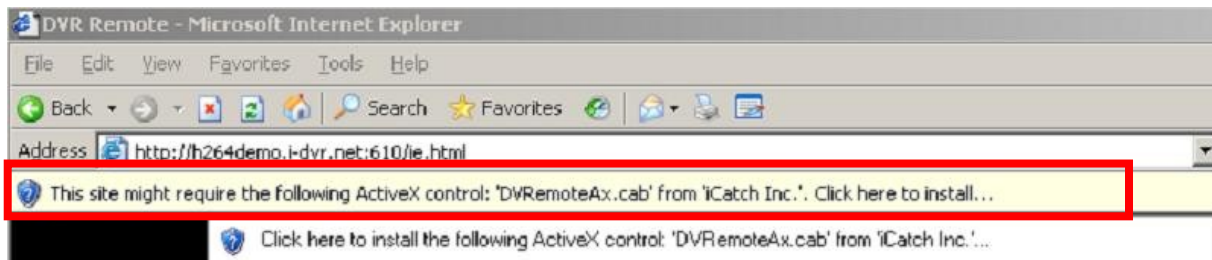 DVR Remote - Microsoft Internet Explorer
File Edit View Favorites Tools Help
Back Search Favorites
Address http://h264demo.i-dvr.net:610/ie.html
This site might require the following ActiveX control: 'DVRemoteAx.cab' from 'iCatch Inc.'. Click here to install...
Click here to install the following ActiveX control: 'DVRemoteAx.cab' from 'iCatch Inc.'...